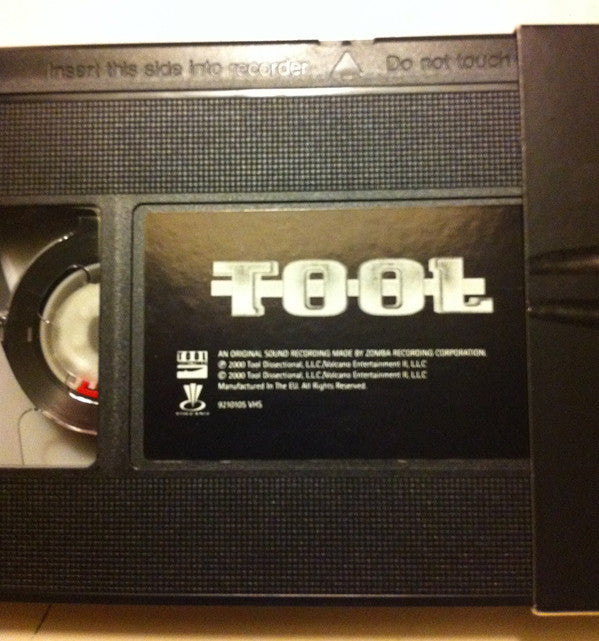 Insert this side into recorder
Do not touch
TOOL
TOOL
AN ORIGINAL SOUND RECORDING MADE BY ZOMBA RECORDING CORPORATION.
℗ 2000 Tool Dissectional, L.L.C./Volcano Entertainment II, LLC
© 2000 Tool Dissectional, L.L.C./Volcano Entertainment II, LLC
Manufactured In The EU. All Rights Reserved.
9210105 VHS